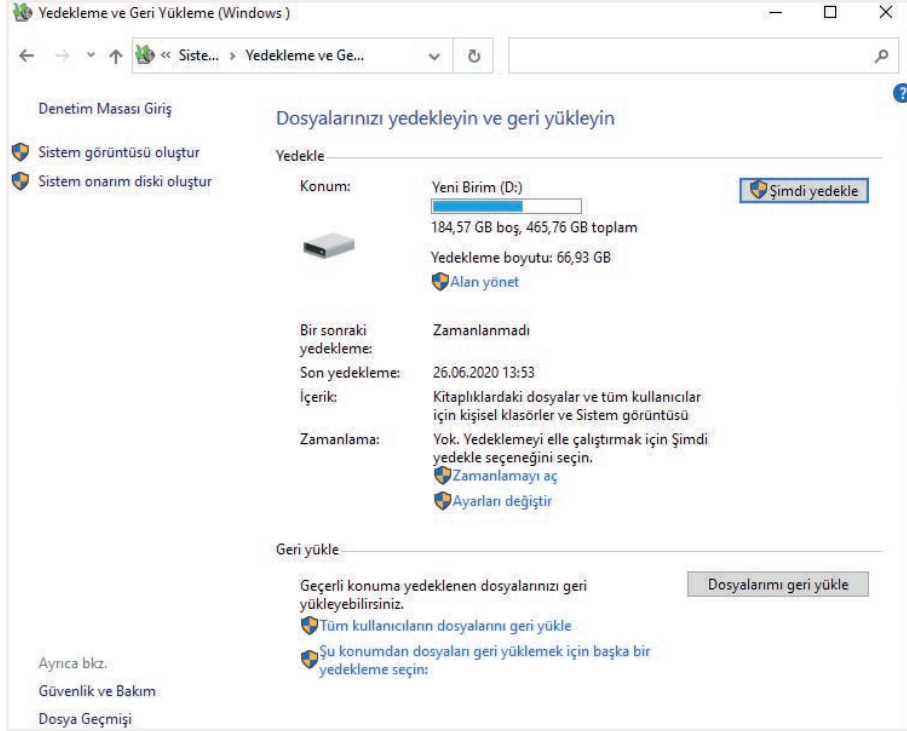 Yedekleme ve Geri Yükleme (Windows )
« Siste... › Yedekleme ve Ge...
Denetim Masası Giriş
Sistem görüntüsü oluştur
Sistem onarım diski oluştur
Dosyalarınızı yedekleyin ve geri yükleyin
Yedekle
Konum:
Yeni Birim (D:)
Şimdi yedekle
184,57 GB boş, 465,76 GB toplam
Yedekleme boyutu: 66,93 GB
Alan yönet
Bir sonraki
yedekleme:
Zamanlanmadı
Son yedekleme:
26.06.2020 13:53
İçerik:
Kitaplıklardaki dosyalar ve tüm kullanıcılar
için kişisel klasörler ve Sistem görüntüsü
Zamanlama:
Yok. Yedeklemeyi elle çalıştırmak için Şimdi
yedekle seçeneğini seçin.
Zamanlamayı aç
Ayarları değiştir
Geri yükle
Geçerli konuma yedeklenen dosyalarınızı geri
yükleyebilirsiniz.
Dosyalarımı geri yükle
Tüm kullanıcıların dosyalarını geri yükle
Şu konumdan dosyaları geri yüklemek için başka bir
yedekleme seçin:
Ayrıca bkz.
Güvenlik ve Bakım
Dosya Geçmişi